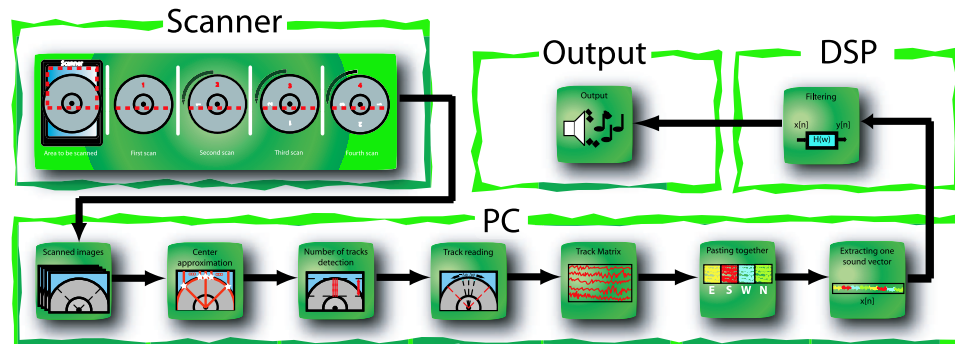 Scanner
Scanner
1
2
3
4
Area to be scanned
First scan
Second scan
Third scan
Fourth scan
Output
Output
DSP
Filtering
x[n]
y[n]
H(w)
PC
Scanned images
Center
approximation
Number of tracks
detection
Track reading
Track Matrix
Pasting together
E S W N
Extracting one
sound vector
x[n]